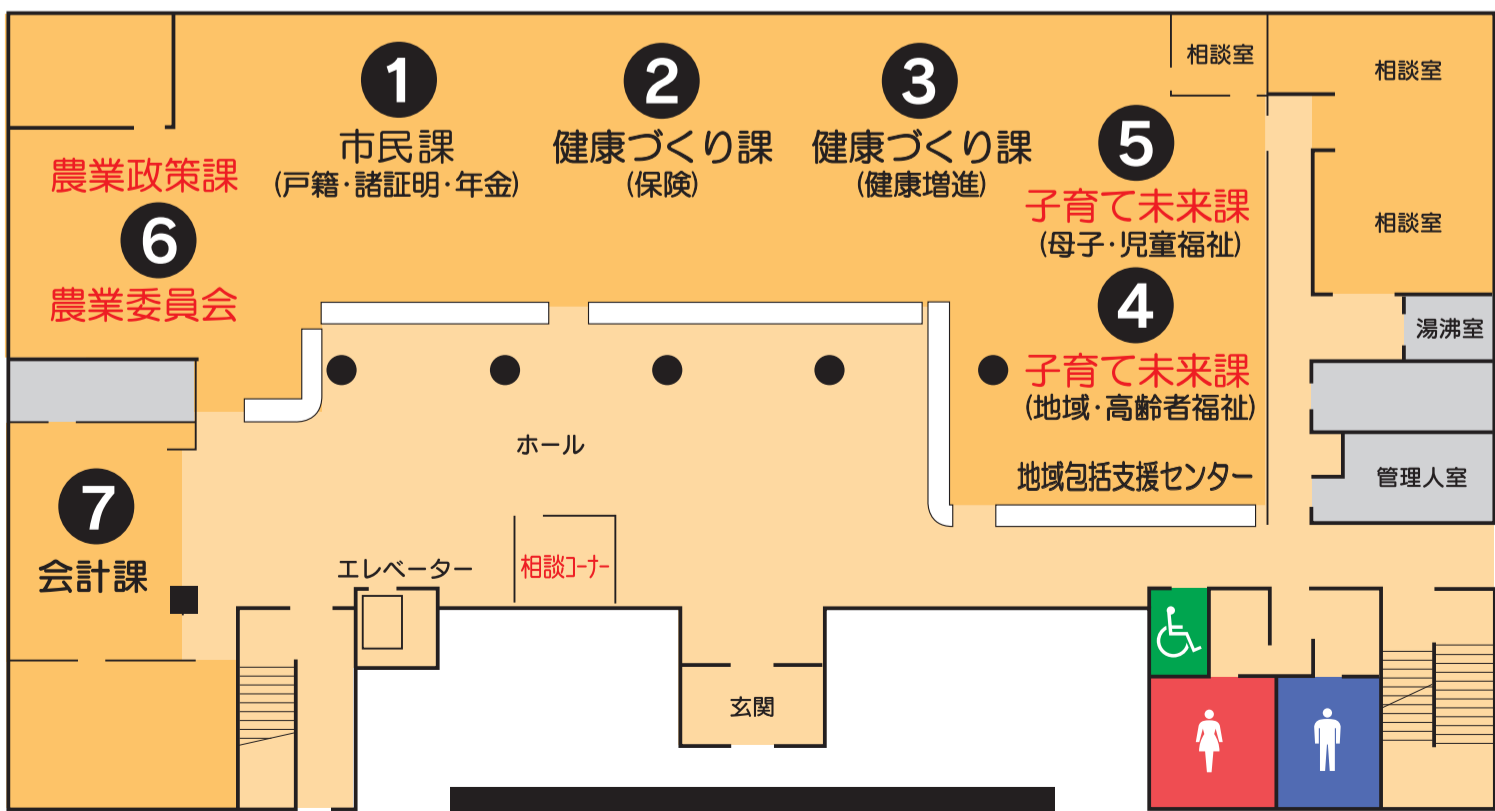 1
市民課
(戸籍・諸証明・年金)
2
健康づくり課
(保険)
3
健康づくり課
(健康増進)
相談室
相談室
5
子育て未来課
(母子・児童福祉)
相談室
農業政策課
6
農業委員会
4
子育て未来課
(地域・高齢者福祉)
湯沸室
ホール
地域包括支援センター
管理人室
7
会計課
エレベーター
相談コーナー
玄関